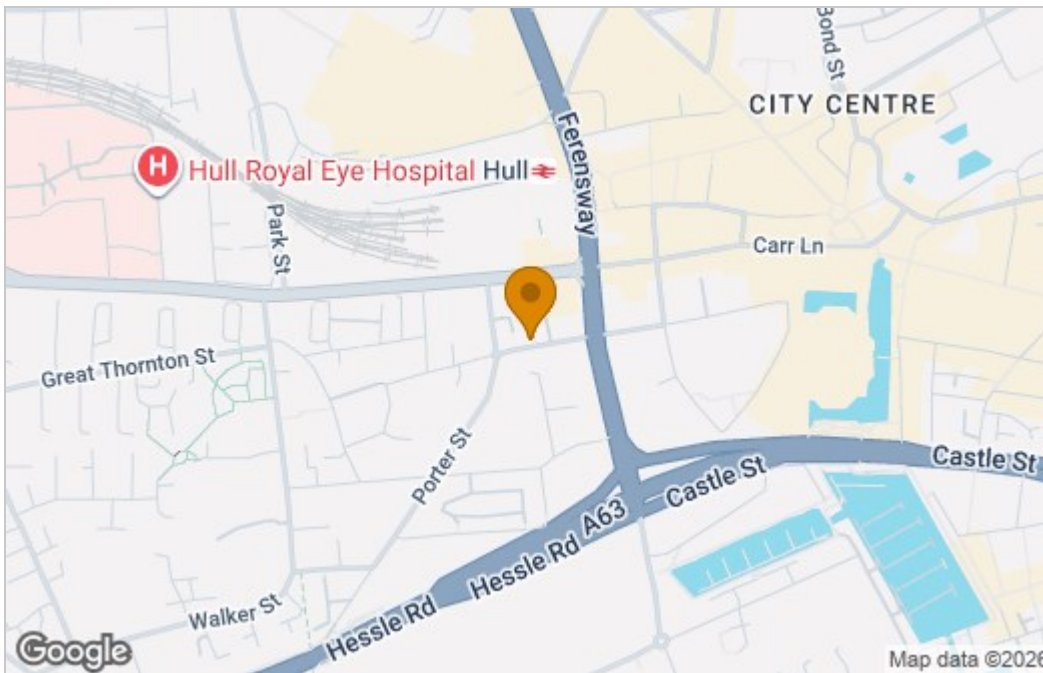 Bond St
CITY CENTRE
Ferensway
H
Hull Royal Eye Hospital
Hull
Park St
Carr Ln
Great Thornton St
Porter St
Castle St
Castle St
A63
Hessle Rd
Walker St
Hessle Rd
Google
Map data ©2026